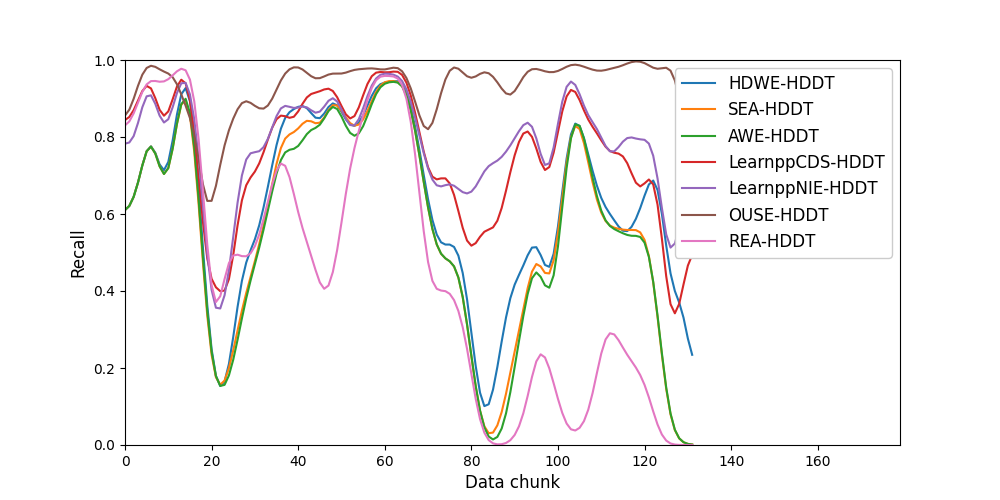 1.0
0.8
0.6
0.4
0.2
0.0
Recall
0 20 40 60 80 100 120 140 160
Data chunk
HDWE-HDDT
SEA-HDDT
AWE-HDDT
LearnppCDS-HDDT
LearnppNIE-HDDT
OUSE-HDDT
REA-HDDT